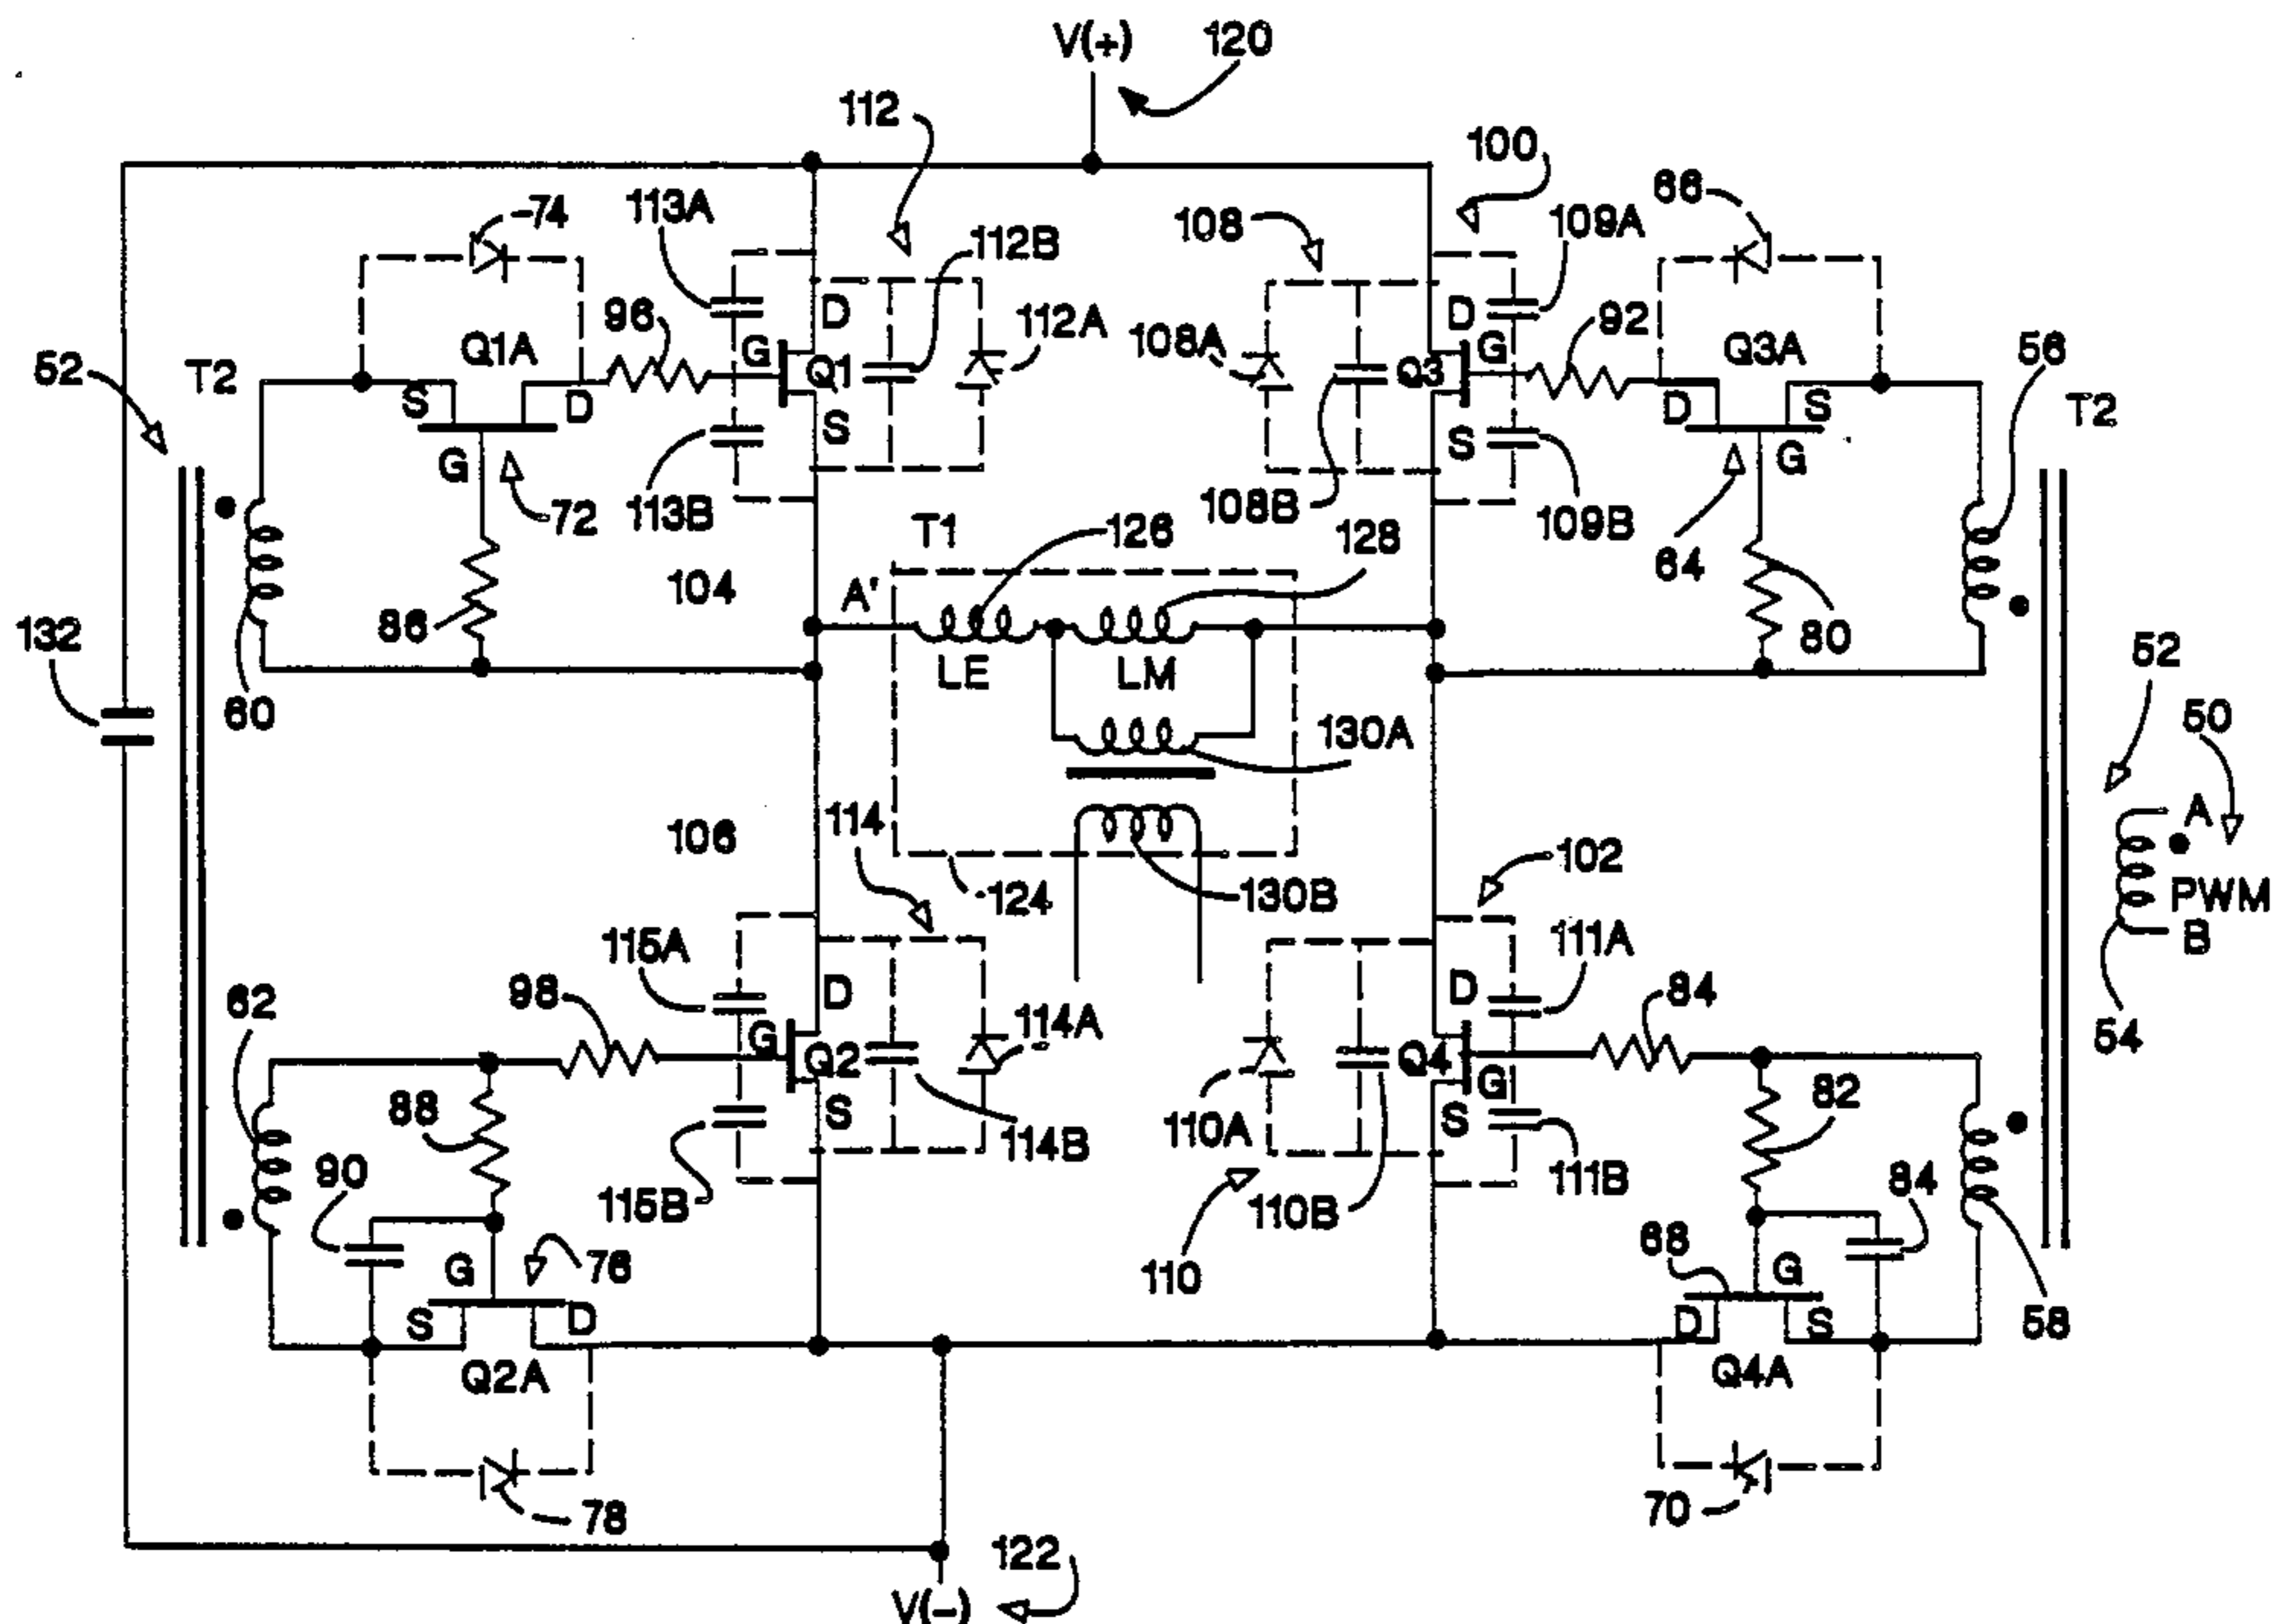 V(+) 120
112
100
-74
113A
112B
108
109A
66
96
Q1A
D
G
Q1
S
112A
108A
D
G
Q3
S
92
Q3A
56
52
T2
S
D
G
72
113B
108B
109B
D
S
G
64
T2
86
104
A'
T1
126
128
80
132
60
LE
LM
130A
52
50
A
PWM
B
54
106
114
-124
130B
102
115A
111A
62
98
D
G
Q2
S
114A
D
Q4
G
S
84
88
90
115B
114B
110A
110B
111B
82
84
110
G
76
S
D
Q2A
68
G
D
S
Q4A
58
78
70
122
V(-)